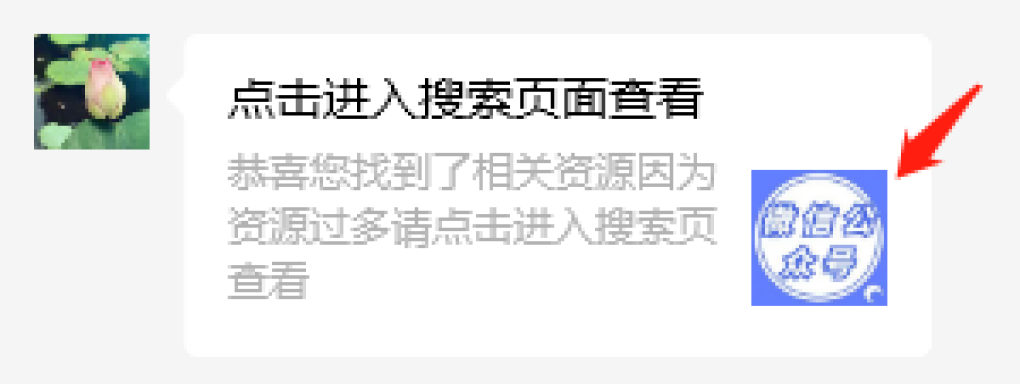 点击进入搜索页面查看
恭喜您找到了相关资源因为
资源过多请点击进入搜索页
查看
微信公
众号